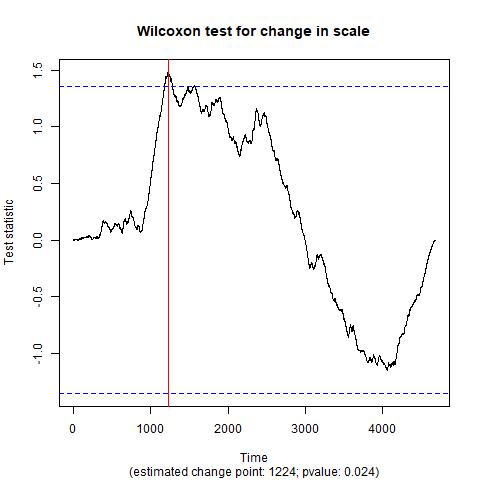 Wilcoxon test for change in scale
Test statistic
1.5
1.0
0.5
0.0
-0.5
-1.0
0 1000 2000 3000 4000
Time
(estimated change point: 1224; pvalue: 0.024)